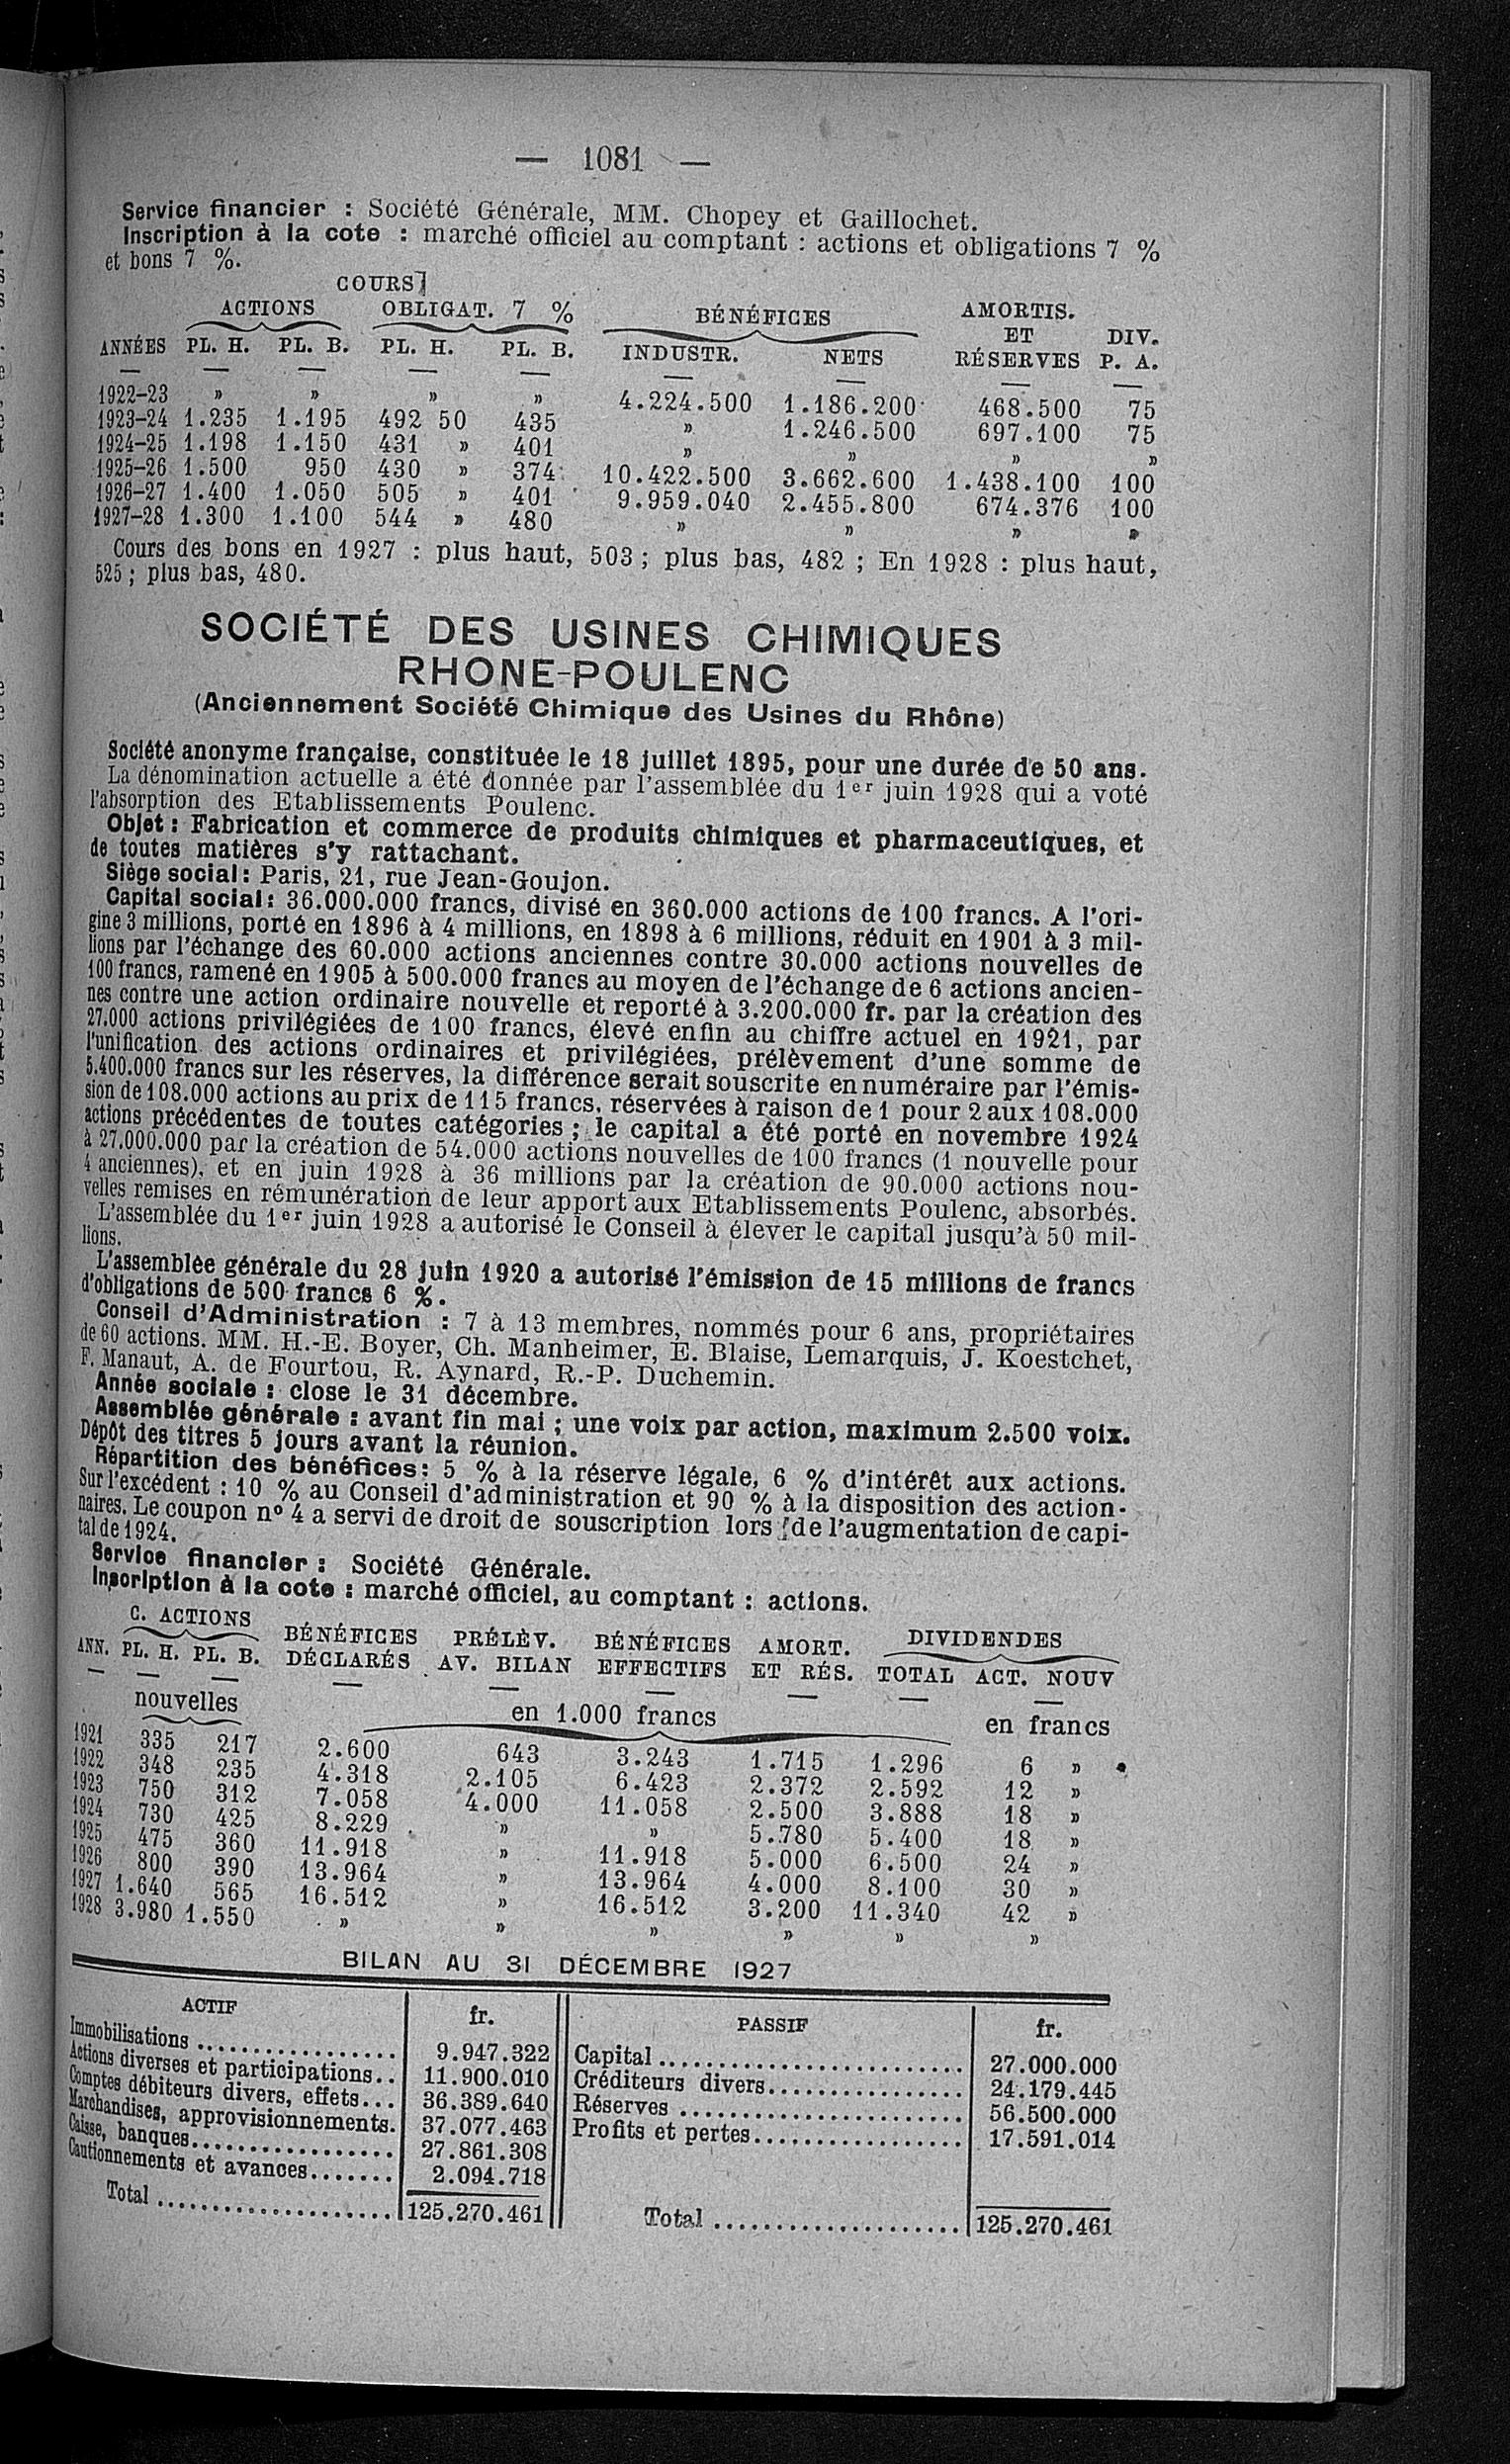 — 1081 —
Service financier : Société Générale, MM. Chopey et Gaillochet.
Inscription à la cote : marché officiel au comptant : actions et obligations 7 %
et bons 7 %.
COURS
ACTIONS OBLIGAT. 7 % BÉNÉFICES AMORTIS. ET RÉSERVES DIV. P. A.
ANNÉES PL. H. PL. B. PL. H. PL. B. INDUSTR. NETS
1922-23 » » » » 4.224.500 1.186.200 468.500 75
1923-24 1.235 1.195 492 50 435 » 1.246.500 697.100 75
1924-25 1.198 1.150 431 » 401 » » » »
1925-26 1.500 950 430 » 374 10.422.500 3.662.600 1.438.100 100
1926-27 1.400 1.050 505 » 401 9.959.040 2.455.800 674.376 100
1927-28 1.300 1.100 544 » 480 » » » »
Cours des bons en 1927 : plus haut, 503 ; plus bas, 482 ; En 1928 : plus haut,
525 ; plus bas, 480.
SOCIÉTÉ DES USINES CHIMIQUES
RHONE-POULENC
(Anciennement Société Chimique des Usines du Rhône)
Société anonyme française, constituée le 18 juillet 1895, pour une durée de 50 ans.
La dénomination actuelle a été donnée par l'assemblée du 1er juin 1928 qui a voté
l'absorption des Etablissements Poulenc.
Objet : Fabrication et commerce de produits chimiques et pharmaceutiques, et
de toutes matières s'y rattachant.
Siège social : Paris, 21, rue Jean-Goujon.
Capital social : 36.000.000 francs, divisé en 360.000 actions de 100 francs. A l'ori-
gine 3 millions, porté en 1896 à 4 millions, en 1898 à 6 millions, réduit en 1901 à 3 mil-
lions par l'échange des 60.000 actions anciennes contre 30.000 actions nouvelles de
100 francs, ramené en 1905 à 500.000 francs au moyen de l'échange de 6 actions ancien-
nes contre une action ordinaire nouvelle et reporté à 3.200.000 fr. par la création des
27.000 actions privilégiées de 100 francs, élevé enfin au chiffre actuel en 1921, par
l'unification des actions ordinaires et privilégiées, prélèvement d'une somme de
5.400.000 francs sur les réserves, la différence serait souscrite en numéraire par l'émis-
sion de 108.000 actions au prix de 115 francs, réservées à raison de 1 pour 2 aux 108.000
actions précédentes de toutes catégories ; le capital a été porté en novembre 1924
à 27.000.000 par la création de 54.000 actions nouvelles de 100 francs (1 nouvelle pour
4 anciennes), et en juin 1928 à 36 millions par la création de 90.000 actions nou-
velles remises en rémunération de leur apport aux Etablissements Poulenc, absorbés.
L'assemblée du 1er juin 1928 a autorisé le Conseil à élever le capital jusqu'à 50 mil-
lions.
L'assemblée générale du 28 juin 1920 a autorisé l'émission de 15 millions de francs
d'obligations de 500 francs 6 %.
Conseil d'Administration : 7 à 13 membres, nommés pour 6 ans, propriétaires
de 60 actions. MM. H.-E. Boyer, Ch. Manheimer, E. Blaise, Lemarquis, J. Koestchet,
F. Manaut, A. de Fourtou, R. Aynard, R.-P. Duchemin.
Année sociale : close le 31 décembre.
Assemblée générale : avant fin mai ; une voix par action, maximum 2.500 voix.
Dépôt des titres 5 jours avant la réunion.
Répartition des bénéfices : 5 % à la réserve légale, 6 % d'intérêt aux actions.
Sur l'excédent : 10 % au Conseil d'administration et 90 % à la disposition des action-
naires. Le coupon n° 4 a servi de droit de souscription lors de l'augmentation de capi-
tal de 1924.
Service financier : Société Générale.
Inscription à la cote : marché officiel, au comptant : actions.
C. ACTIONS BÉNÉFICES PRÉLÈV. BÉNÉFICES AMORT. DIVIDENDES
ANN. PL. H. PL. B. DÉCLARÉS AV. BILAN EFFECTIFS ET RÉS. TOTAL ACT. NOUV
nouvelles en 1.000 francs en francs
1921 335 217 2.600 643 3.243 1.715 1.296 6 »
1922 348 235 4.318 2.105 6.423 2.372 2.592 12 »
1923 750 312 7.058 4.000 11.058 2.500 3.888 18 »
1924 730 425 8.229 » » 5.780 5.400 18 »
1925 475 360 11.918 » 11.918 5.000 6.500 24 »
1926 800 390 13.964 » 13.964 4.000 8.100 30 »
1927 1.640 565 16.512 » 16.512 3.200 11.340 42 »
1928 3.980 1.550 » » » » » »
BILAN AU 31 DÉCEMBRE 1927
ACTIF fr. PASSIF fr.
Immobilisations ................ 9.947.322 Capital ........................ 27.000.000
Actions diverses et participations.. 11.900.010 Créditeurs divers................ 24.179.445
Comptes débiteurs divers, effets... 36.389.640 Réserves ....................... 56.500.000
Marchandises, approvisionnements. 37.077.463 Profits et pertes................. 17.591.014
Caisse, banques................. 27.861.308
Cautionnements et avances....... 2.094.718
Total .................... 125.270.461 Total .................... 125.270.461